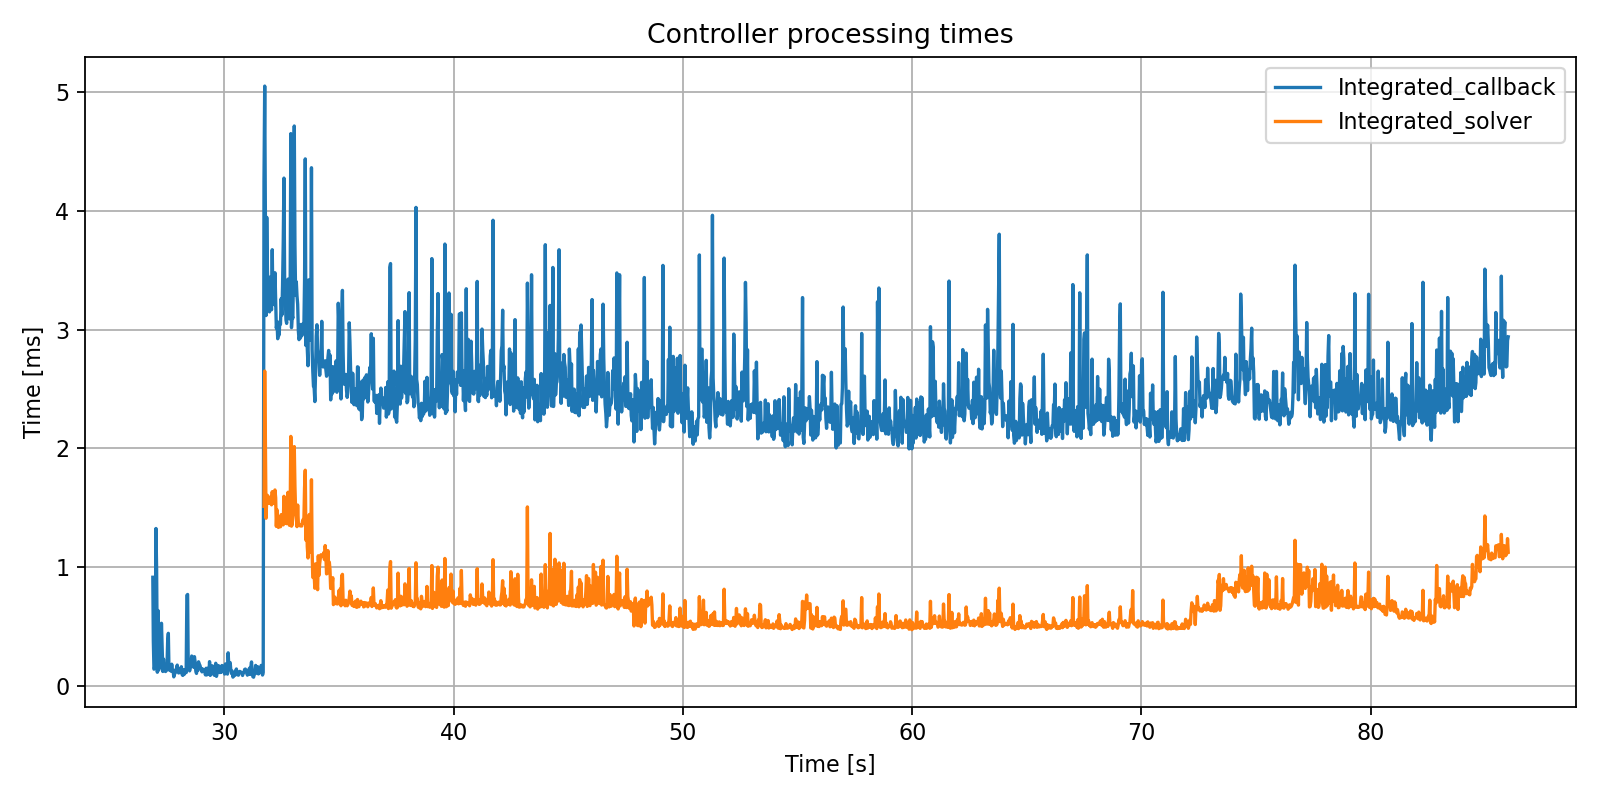 Controller processing times
Integrated_callback
Integrated_solver
Time [ms]
5
4
3
2
1
0
30 40 50 60 70 80
Time [s]